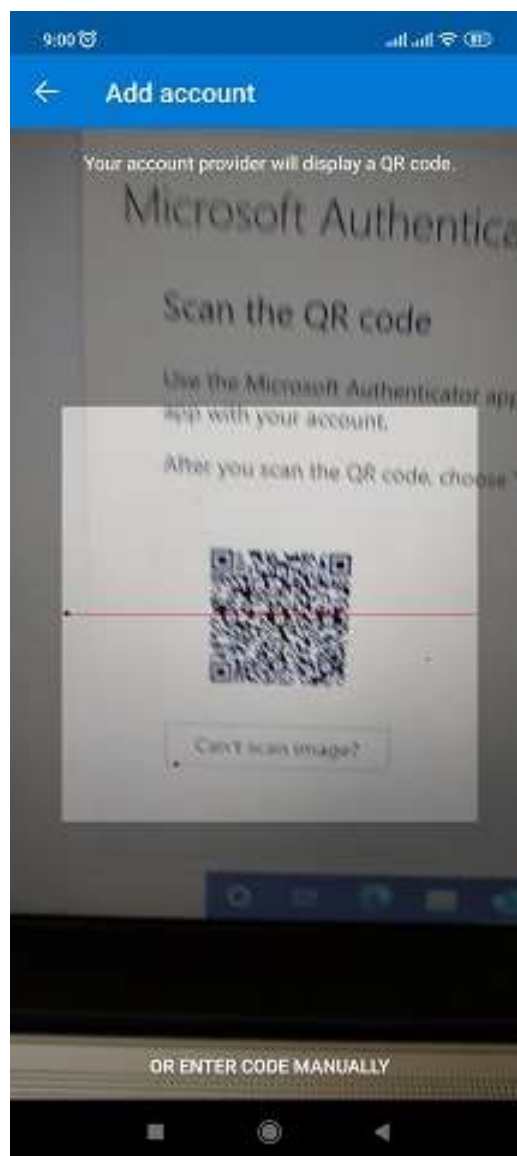 9:00
Add account
Your account provider will display a QR code.
Microsoft Authentica
Scan the QR code
Use the Microsoft Authenticator app
app with your account.
After you scan the QR code, choose "
Can't scan image?
OR ENTER CODE MANUALLY